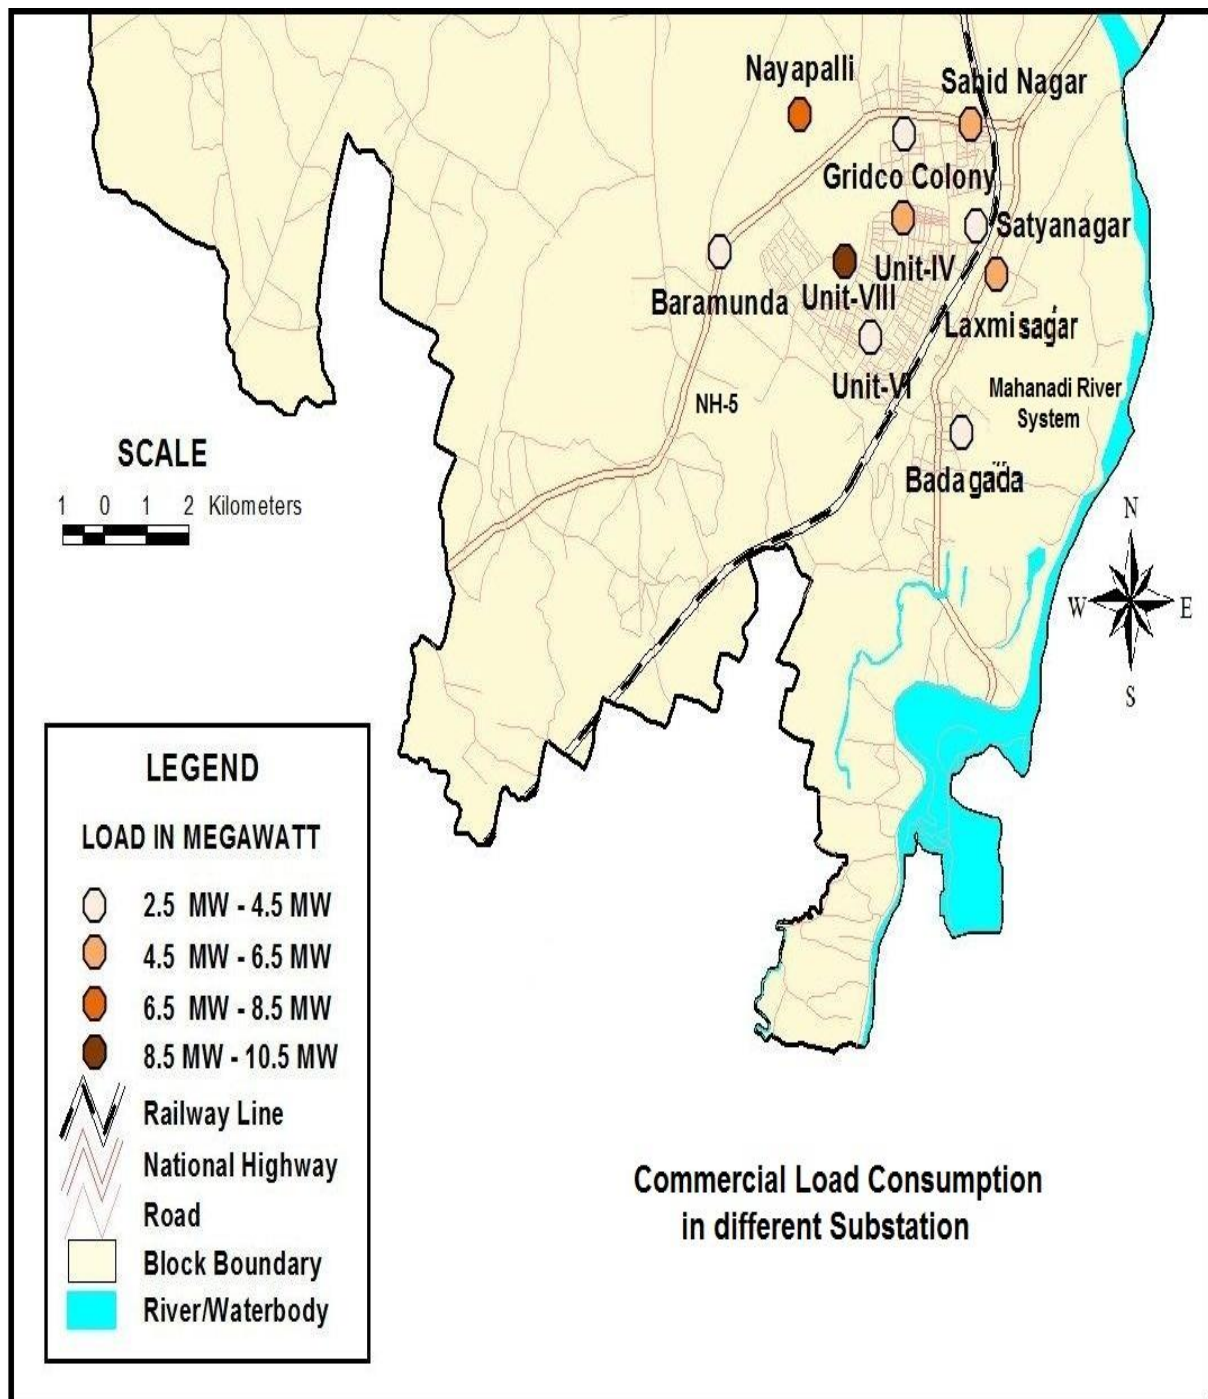 Nayapalli
Sahid Nagar
Gridco Colony
Satyanagar
Unit-IV
Baramunda
Unit-VIII
Laxmisagar
Unit-VI
NH-5
Mahanadi River
System
Badagada
SCALE
1 0 1 2 Kilometers
N
W
E
S
LEGEND
LOAD IN MEGAWATT
2.5 MW - 4.5 MW
4.5 MW - 6.5 MW
6.5 MW - 8.5 MW
8.5 MW - 10.5 MW
Railway Line
National Highway
Road
Block Boundary
River/Waterbody
Commercial Load Consumption
in different Substation